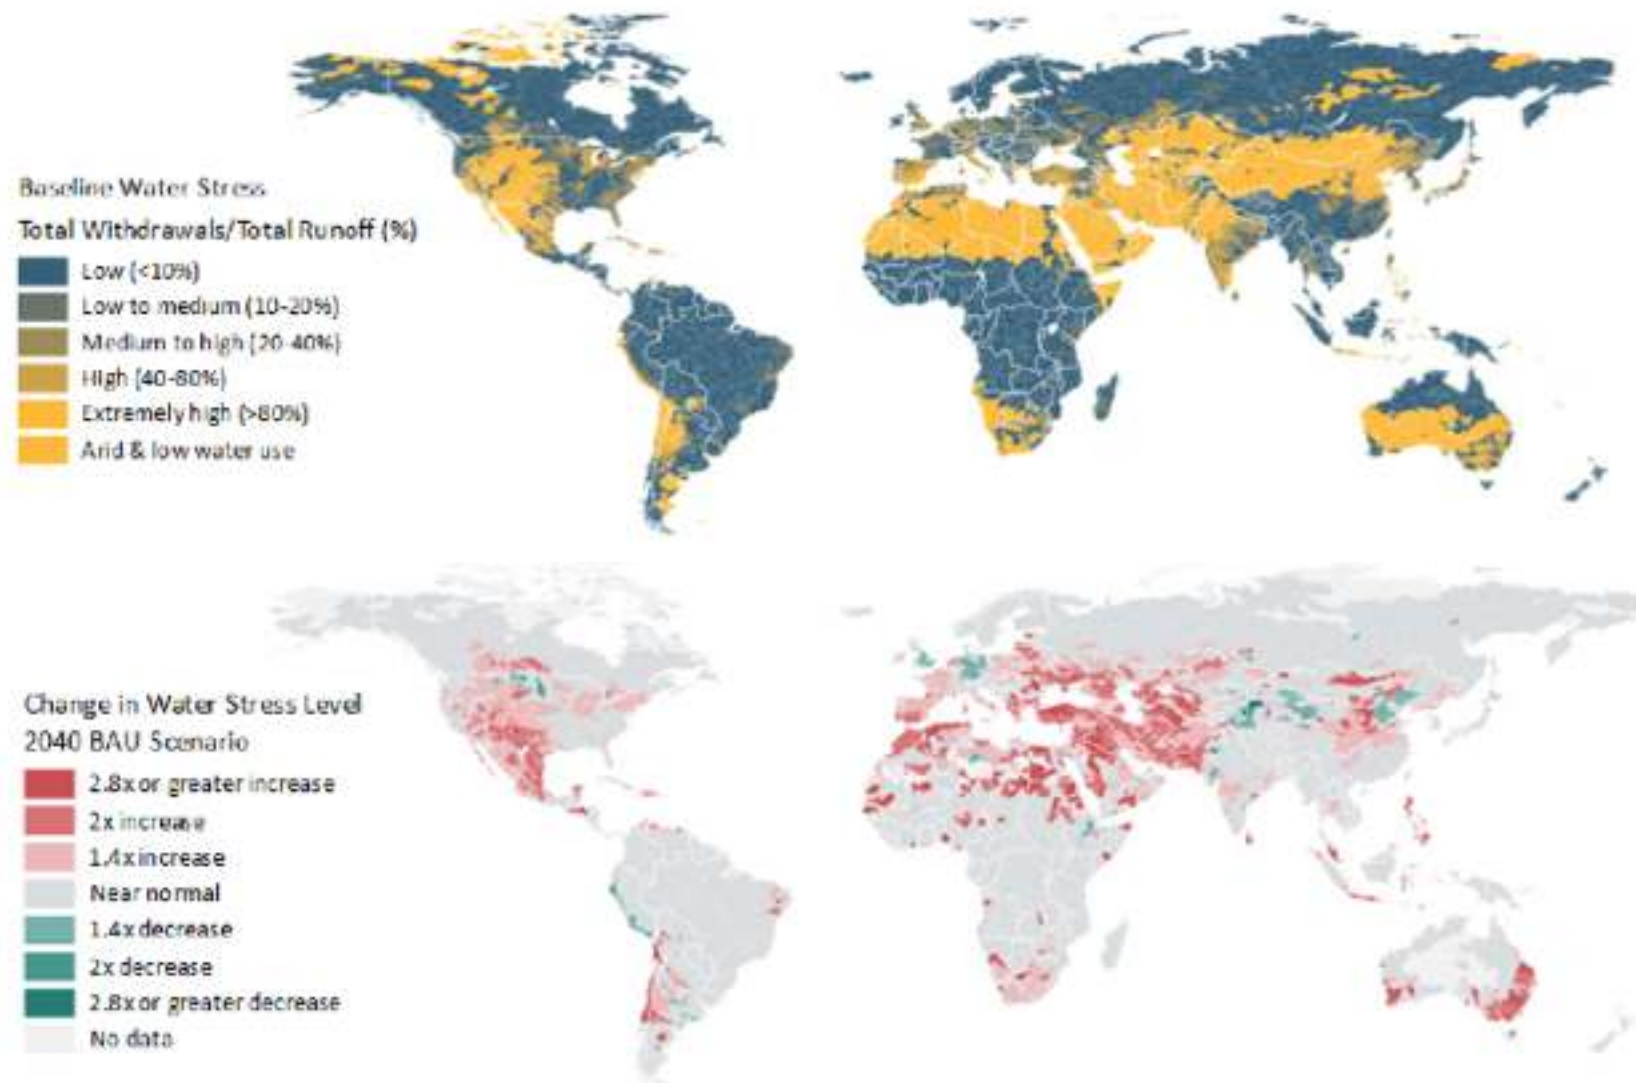 Baseline Water Stress
Total Withdrawals/Total Runoff (%)
Low (<10%)
Low to medium (10-20%)
Medium to high (20-40%)
High (40-80%)
Extremely high (>80%)
Arid & low water use
Change in Water Stress Level
2040 BAU Scenario
2.8x or greater increase
2x increase
1.4x increase
Near normal
1.4x decrease
2x decrease
2.8x or greater decrease
No data